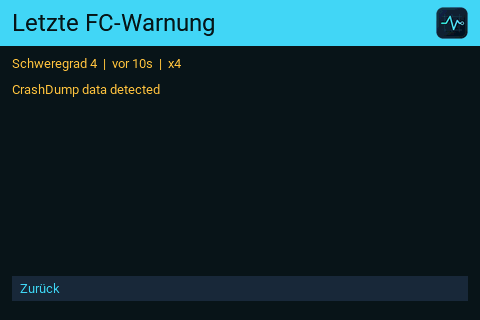 Letzte FC-Warnung
Schweregrad 4 | vor 10s | x4
CrashDump data detected
Zurück